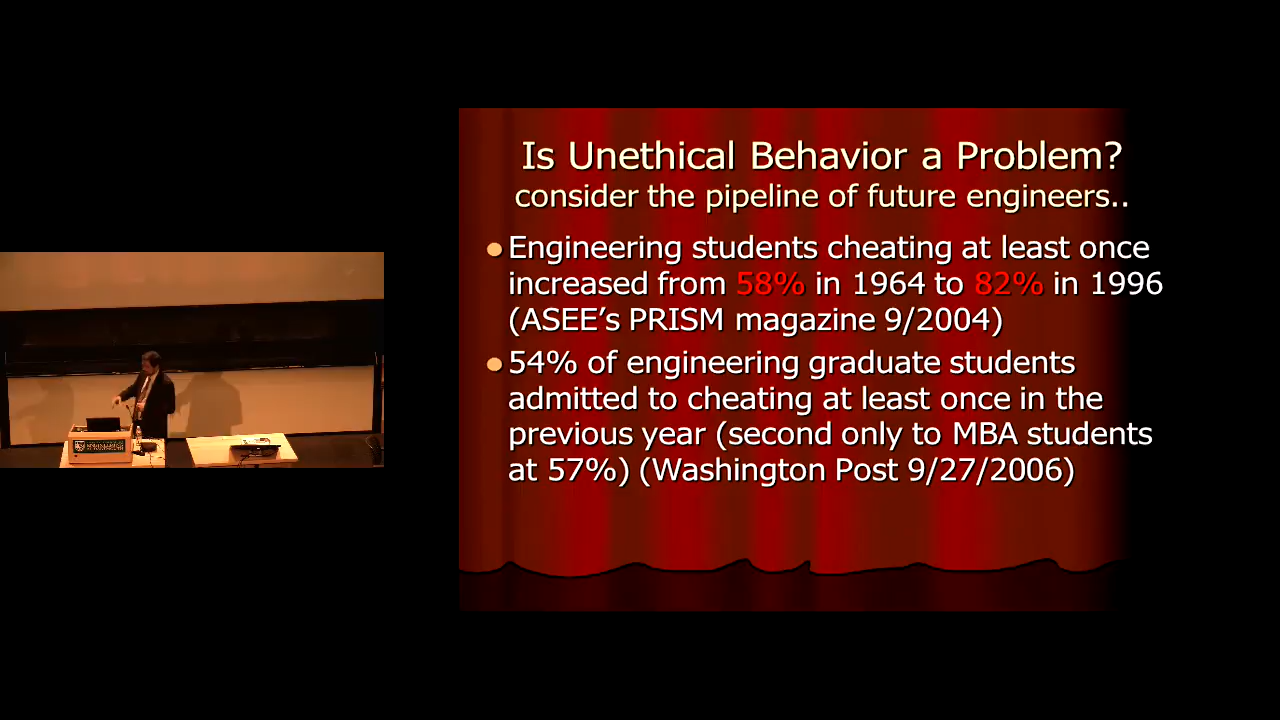 Is Unethical Behavior a Problem?
consider the pipeline of future engineers..
Engineering students cheating at least once
increased from 58% in 1964 to 82% in 1996
(ASEE’s PRISM magazine 9/2004)
54% of engineering graduate students
admitted to cheating at least once in the
previous year (second only to MBA students
at 57%) (Washington Post 9/27/2006)